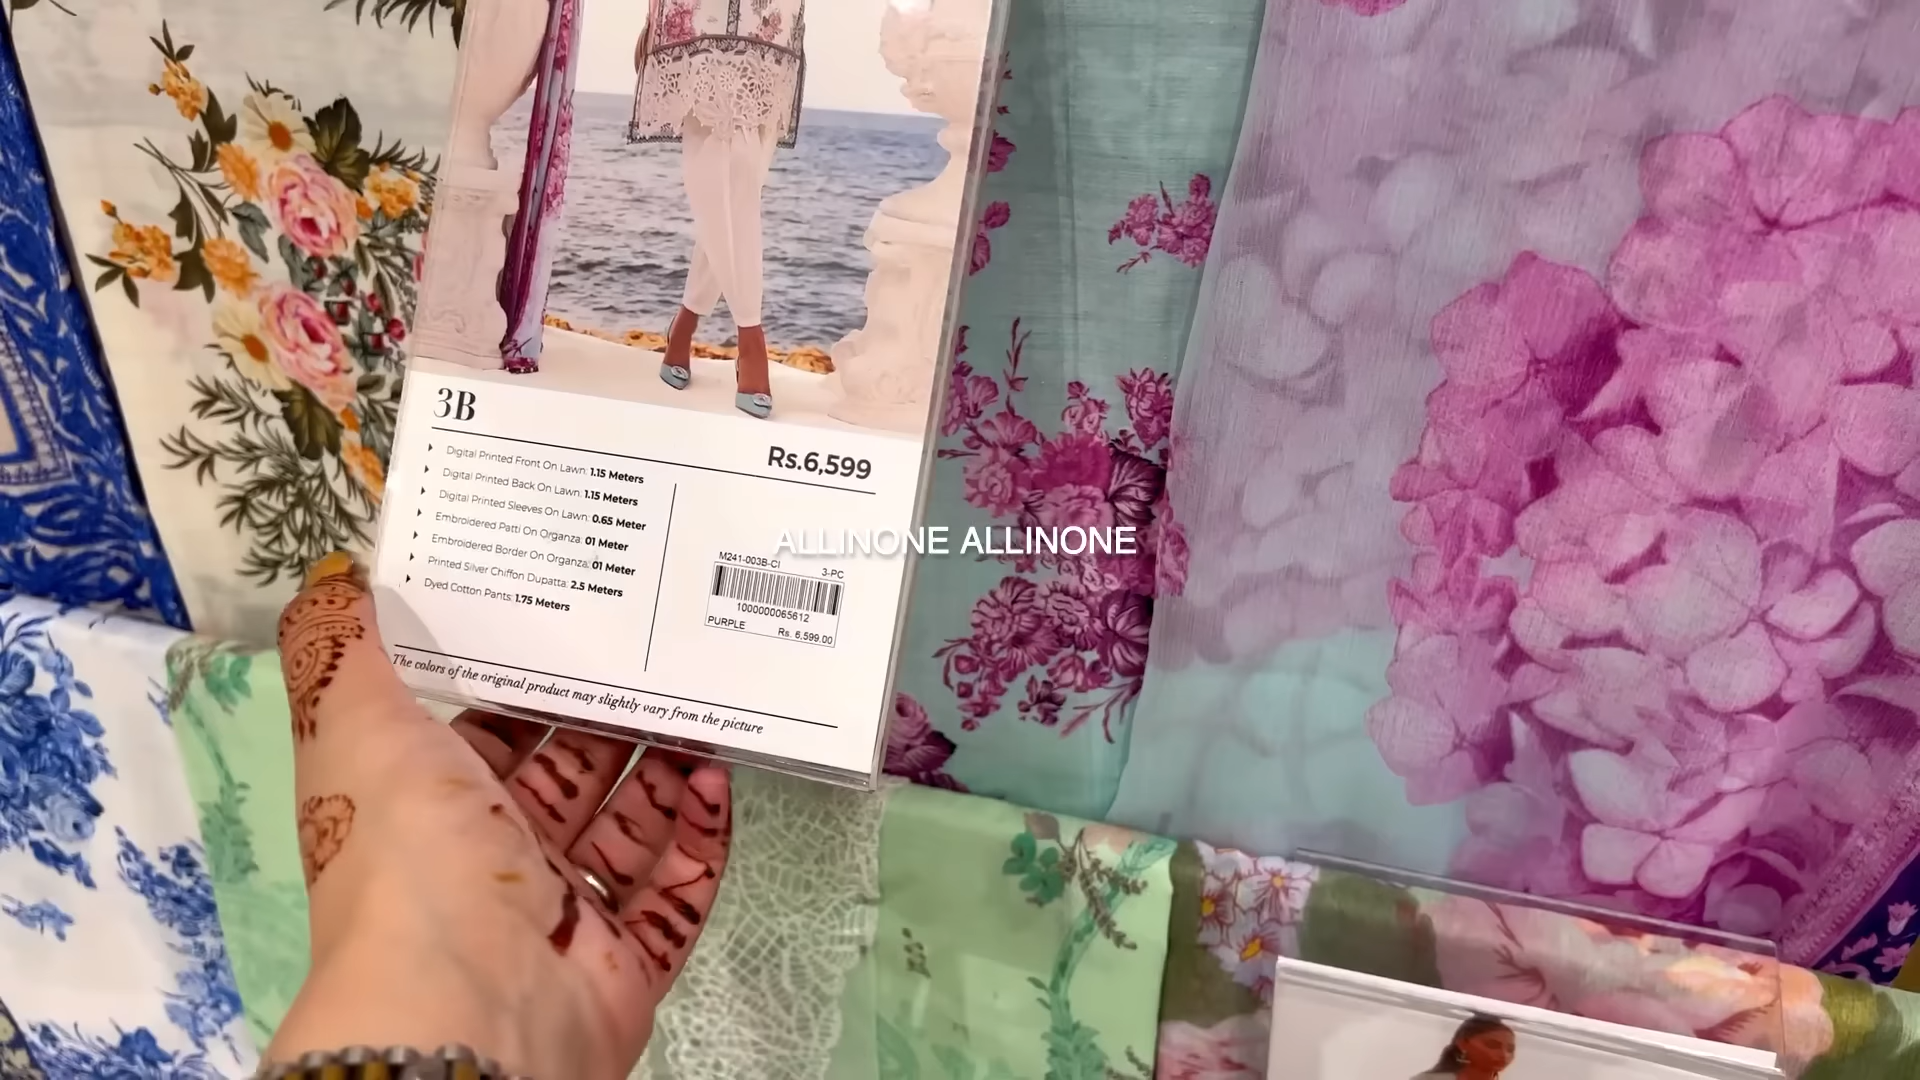 3B
Rs.6,599
Digital Printed Front On Lawn: 1.15 Meters
Digital Printed Back On Lawn: 1.15 Meters
Digital Printed Sleeves On Lawn: 0.65 Meter
Embroidered Patti On Organza: 01 Meter
Embroidered Border On Organza: 01 Meter
Printed Silver Chiffon Dupatta: 2.5 Meters
Dyed Cotton Pants: 1.75 Meters
ALLINONE ALLINONE
M241-003B-CI 3-PC
1000000065612
PURPLE Rs. 6,599.00
The colors of the original product may slightly vary from the picture